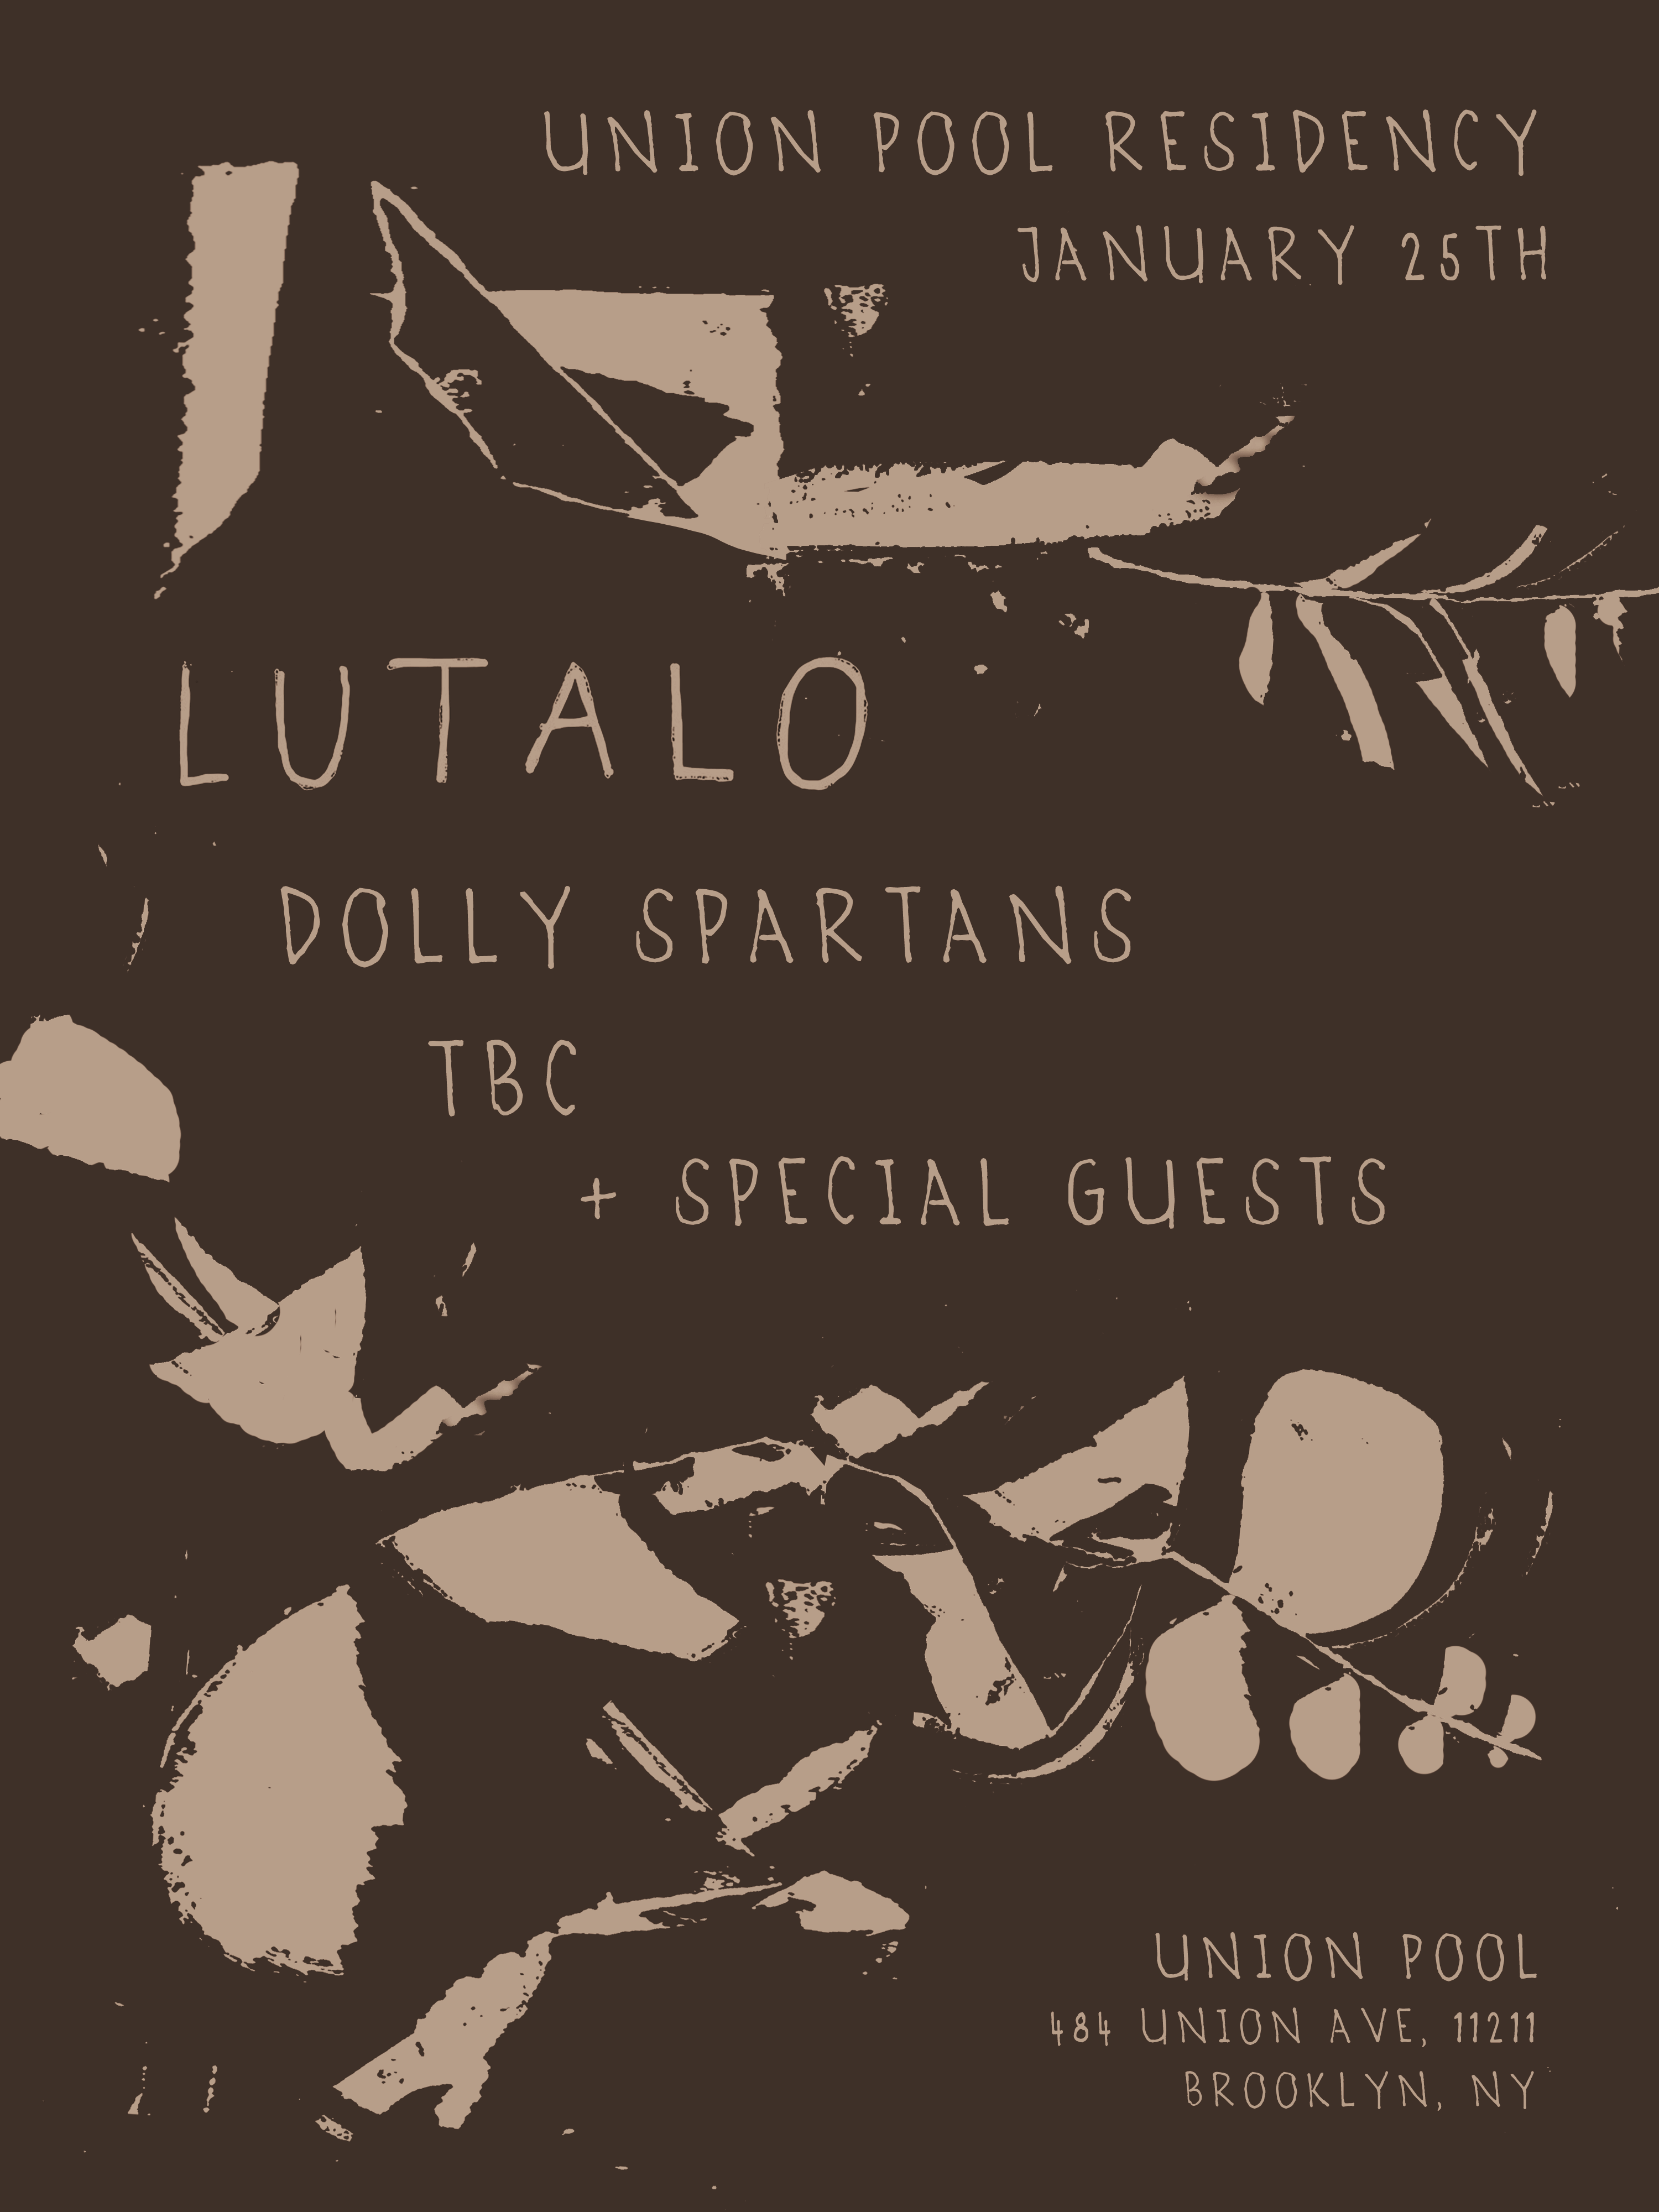 UNION POOL RESIDENCY
JANUARY 25TH
LUTALO
DOLLY SPARTANS
TBC
+ SPECIAL GUESTS
UNION POOL
484 UNION AVE, 11211
BROOKLYN, NY